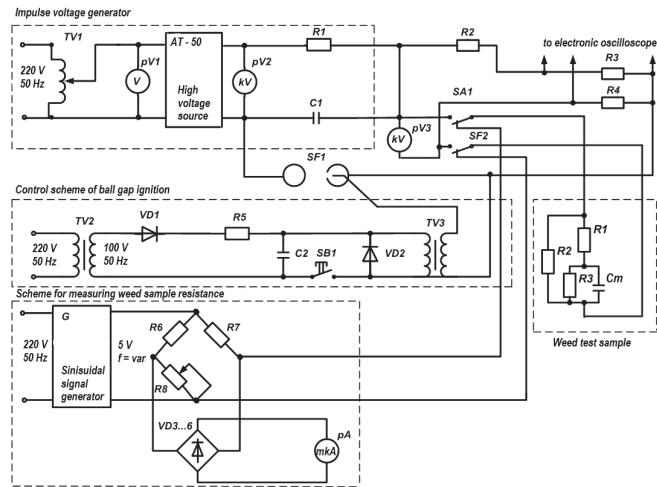 Impulse voltage generator
TV1
220 V
50 Hz
pV1
V
AT - 50
High
voltage
source
pV2
kV
R1
C1
R2
to electronic oscilloscope
R3
R4
SA1
pV3
kV
SF2
SF1
Control scheme of ball gap ignition
TV2
220 V
50 Hz
100 V
50 Hz
VD1
R5
C2
SB1
VD2
TV3
R1
R2
R3
Cm
Weed test sample
Scheme for measuring weed sample resistance
G
220 V
50 Hz
Sinisuidal
signal
generator
5 V
f = var
R6
R7
R8
VD3...6
pA
mkA